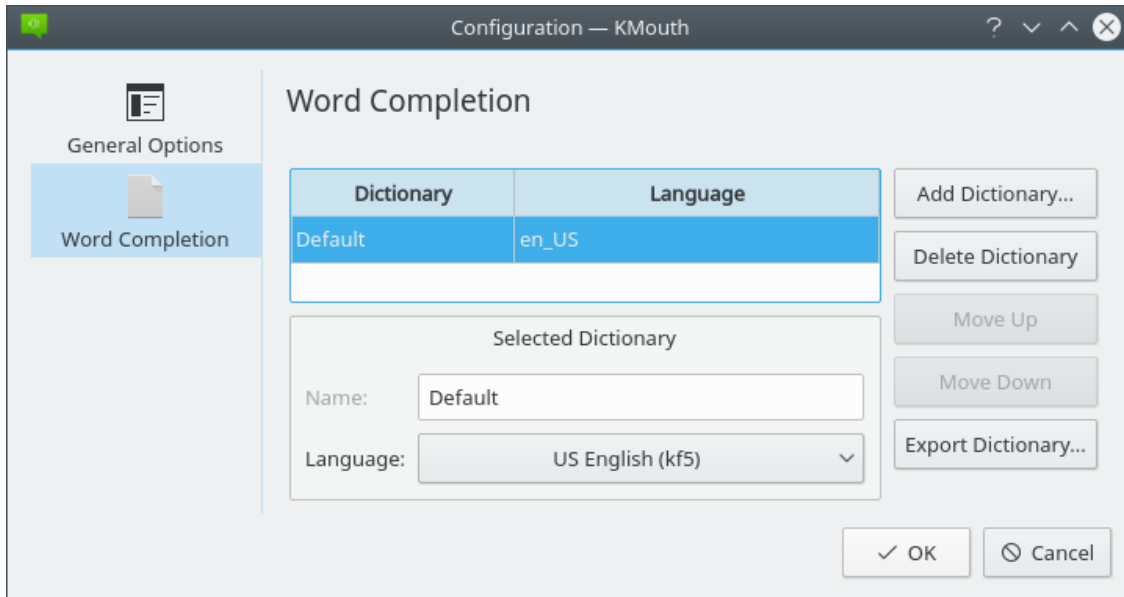 Configuration — KMouth
General Options
Word Completion
Word Completion
Dictionary Language
Default en_US
Selected Dictionary
Name: Default
Language: US English (kf5)
Add Dictionary...
Delete Dictionary
Move Up
Move Down
Export Dictionary...
OK Cancel